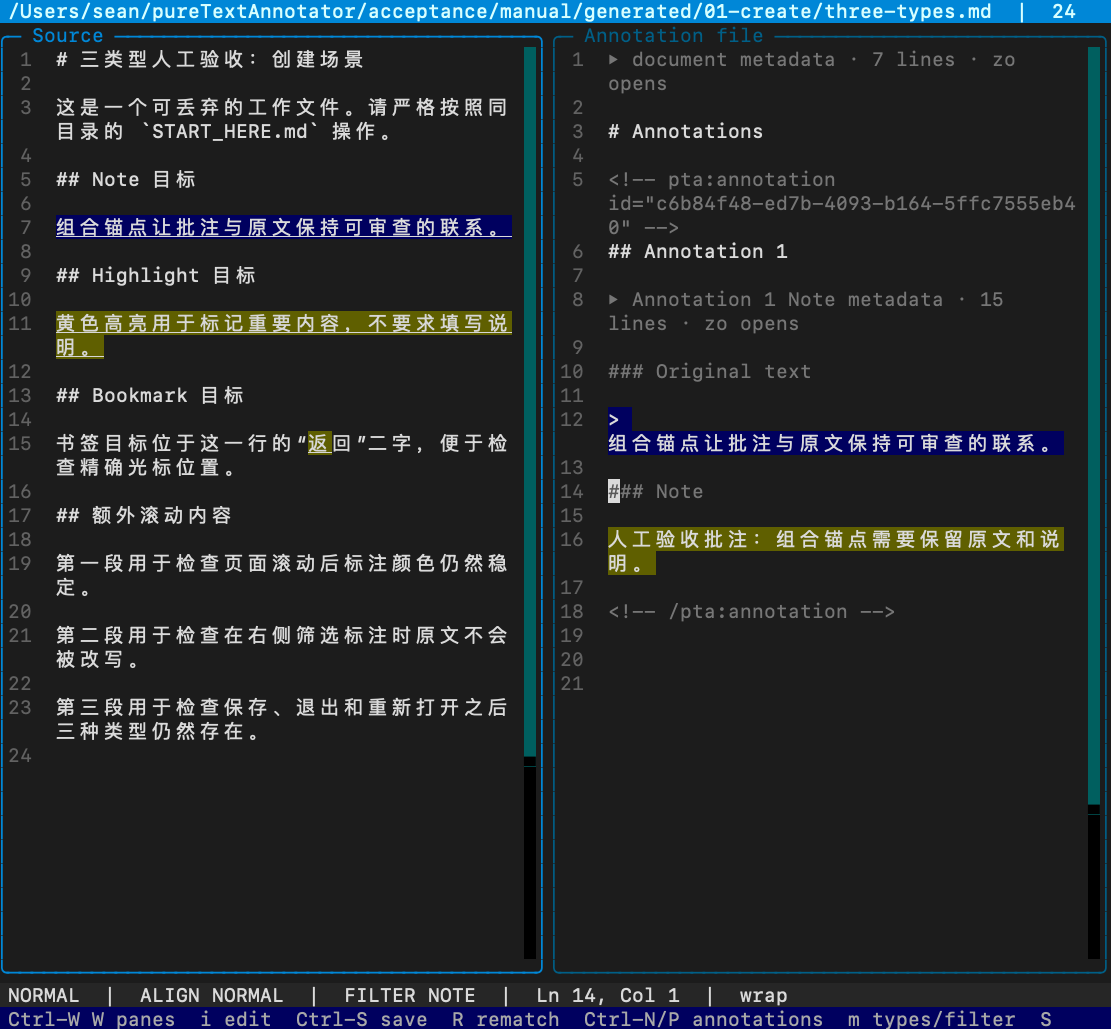 /Users/sean/pureTextAnnotator/acceptance/manual/generated/01-create/three-types.md | 24
Source
1 # 三类型人工验收：创建场景
2
3 这是一个可丢弃的工作文件。请严格按照同
目录的 `START_HERE.md` 操作。
4
5 ## Note 目标
6
7 组合锚点让批注与原文保持可审查的联系。
8
9 ## Highlight 目标
10
11 黄色高亮用于标记重要内容，不要求填写说
明。
12
13 ## Bookmark 目标
14
15 书签目标位于这一行的“返回”二字，便于检
查精确光标位置。
16
17 ## 额外滚动内容
18
19 第一段用于检查页面滚动后标注颜色仍然稳
定。
20
21 第二段用于检查在右侧筛选标注时原文不会
被改写。
22
23 第三段用于检查保存、退出和重新打开之后
三种类型仍然存在。
24
Annotation file
1 ▸ document metadata · 7 lines · zo
opens
2
3 # Annotations
4
5 <!-- pta:annotation
id="c6b84f48-ed7b-4093-b164-5ffc7555eb4
0" -->
6 ## Annotation 1
7
8 ▸ Annotation 1 Note metadata · 15
lines · zo opens
9
10 ### Original text
11
12 >
组合锚点让批注与原文保持可审查的联系。
13
14 ### Note
15
16 人工验收批注：组合锚点需要保留原文和说
明。
17
18 <!-- /pta:annotation -->
19
20
21
NORMAL | ALIGN NORMAL | FILTER NOTE | Ln 14, Col 1 | wrap
Ctrl-W W panes i edit Ctrl-S save R rematch Ctrl-N/P annotations m types/filter S